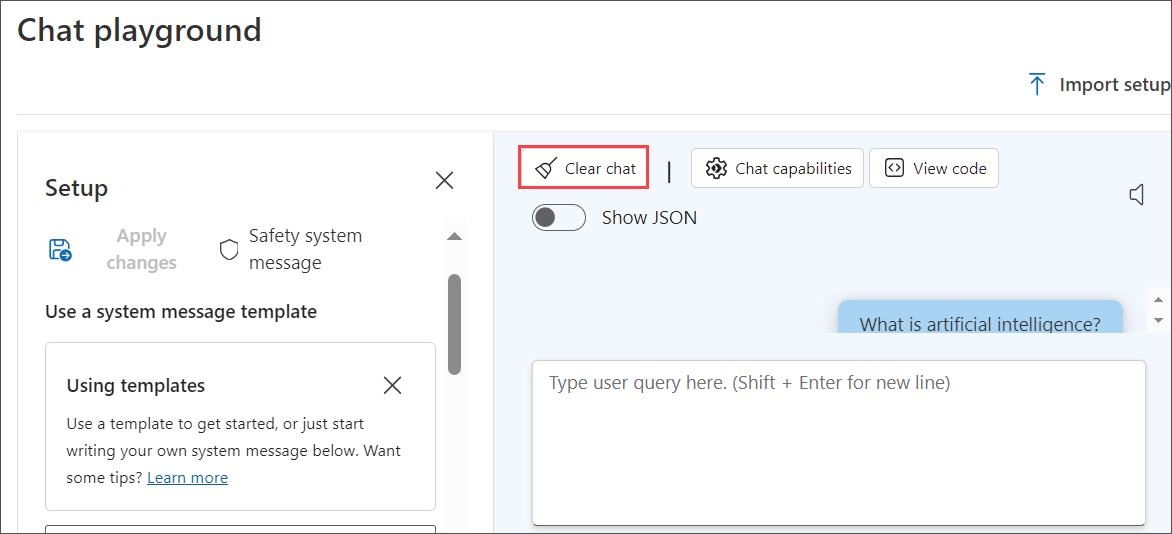 Chat playground
Import setup
Setup
Apply
changes
Safety system
message
Use a system message template
Using templates
Use a template to get started, or just start
writing your own system message below. Want
some tips? Learn more
Clear chat
|
Chat capabilities
View code
Show JSON
What is artificial intelligence?
Type user query here. (Shift + Enter for new line)